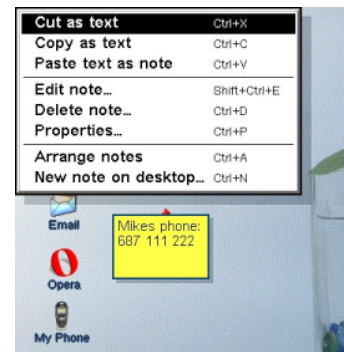 Cut as text Ctrl+X
Copy as text Ctrl+C
Paste text as note Ctrl+V
Edit note... Shift+Ctrl+E
Delete note... Ctrl+D
Properties... Ctrl+P
Arrange notes Ctrl+A
New note on desktop... Ctrl+N
Email
Mikes phone:
687 111 222
Opera
My Phone